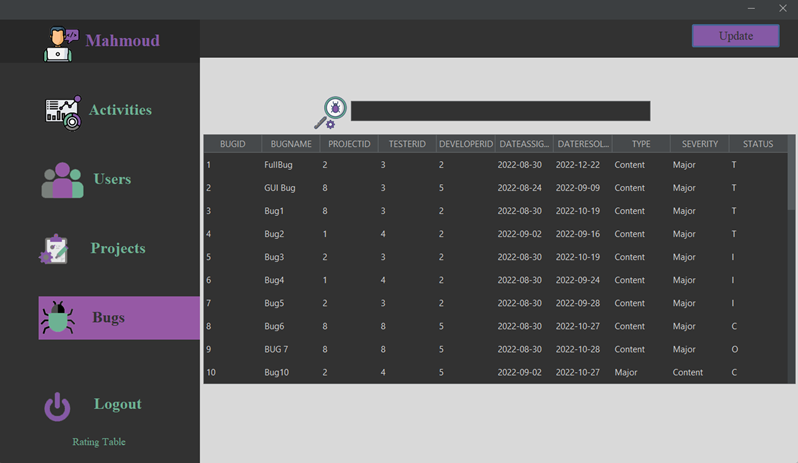 Mahmoud
Update
Activities
Users
Projects
Bugs
Logout
Rating Table
BUGID BUGNAME PROJECTID TESTERID DEVELOPERID DATEASSIG... DATERESOL... TYPE SEVERITY STATUS
1 FullBug 2 3 2 2022-08-30 2022-12-22 Content Major T
2 GUI Bug 8 3 5 2022-08-24 2022-09-09 Content Major T
3 Bug1 8 3 2 2022-08-30 2022-10-19 Content Major T
4 Bug2 1 4 2 2022-09-02 2022-09-16 Content Major T
5 Bug3 2 3 2 2022-08-30 2022-10-19 Content Major I
6 Bug4 1 4 2 2022-08-30 2022-09-24 Content Major I
7 Bug5 2 3 2 2022-08-30 2022-09-28 Content Major I
8 Bug6 8 8 5 2022-08-30 2022-10-27 Content Major C
9 BUG 7 8 8 5 2022-08-30 2022-10-28 Content Major O
10 Bug10 2 4 5 2022-09-02 2022-10-27 Major Content C